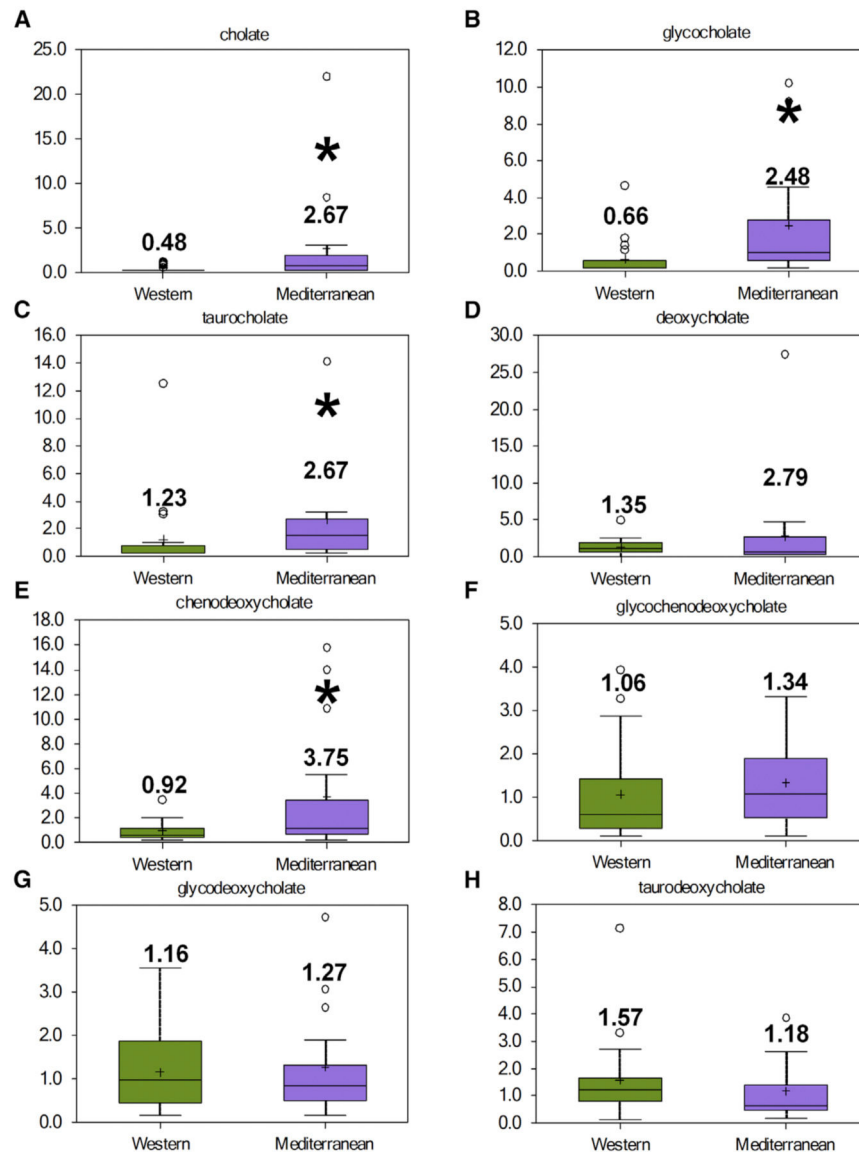 A
cholate
25.0
20.0
15.0
10.0
5.0
0.0
0.48
*
2.67
Western
Mediterranean
B
glycocholate
12.0
10.0
8.0
6.0
4.0
2.0
0.0
0.66
*
2.48
Western
Mediterranean
C
taurocholate
16.0
14.0
12.0
10.0
8.0
6.0
4.0
2.0
0.0
1.23
*
2.67
Western
Mediterranean
D
deoxycholate
30.0
25.0
20.0
15.0
10.0
5.0
0.0
1.35
2.79
Western
Mediterranean
E
chenodeoxycholate
18.0
16.0
14.0
12.0
10.0
8.0
6.0
4.0
2.0
0.0
0.92
*
3.75
Western
Mediterranean
F
glycochenodeoxycholate
5.0
4.0
3.0
2.0
1.0
0.0
1.06
1.34
Western
Mediterranean
G
glycodeoxycholate
5.0
4.0
3.0
2.0
1.0
0.0
1.16
1.27
Western
Mediterranean
H
taurodeoxycholate
8.0
7.0
6.0
5.0
4.0
3.0
2.0
1.0
0.0
1.57
1.18
Western
Mediterranean